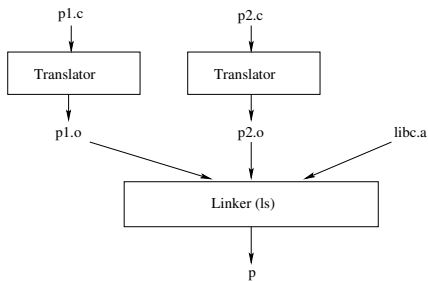 p1.c
p2.c
Translator
Translator
p1.o
p2.o
libc.a
Linker (ls)
p